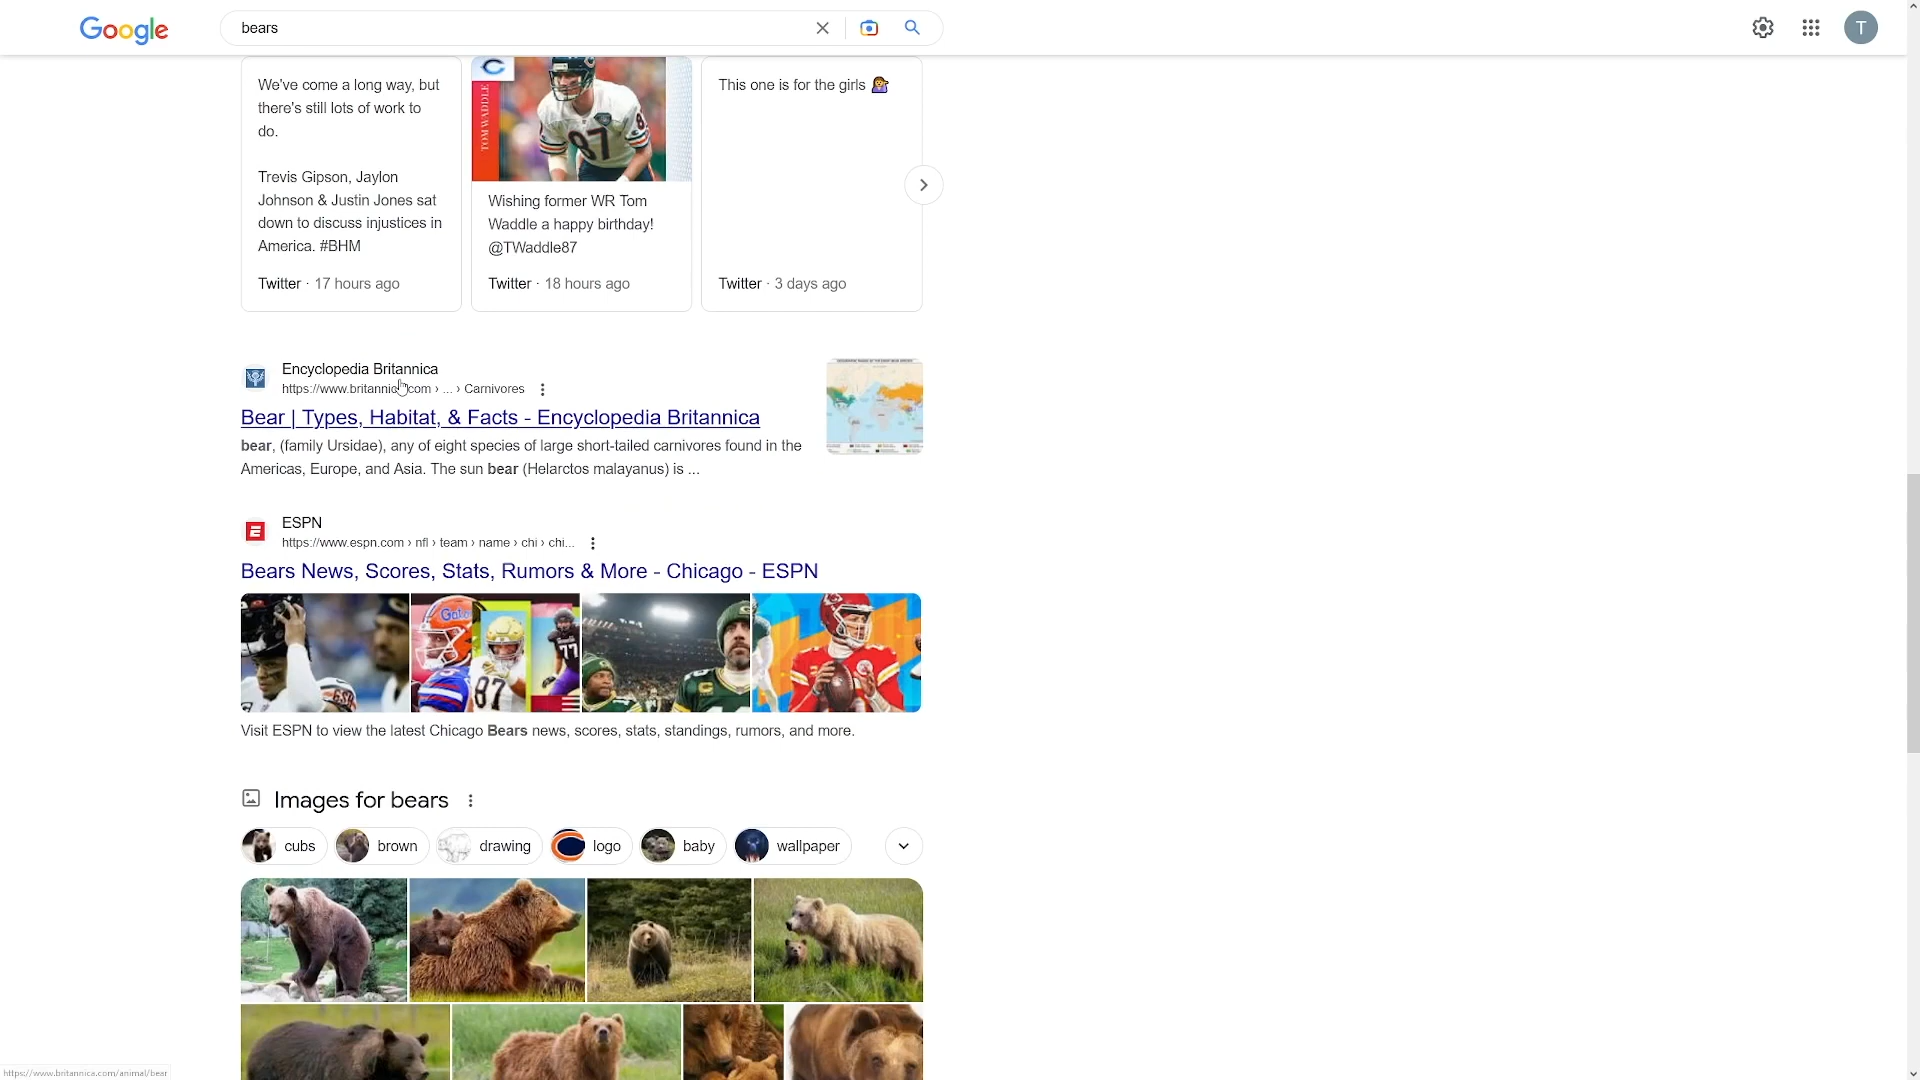 Google
bears
T
We've come a long way, but
there's still lots of work to
do.
Trevis Gipson, Jaylon
Johnson & Justin Jones sat
down to discuss injustices in
America. #BHM
Twitter · 17 hours ago
TOM WADDLE
87
Wishing former WR Tom
Waddle a happy birthday!
@TWaddle87
Twitter · 18 hours ago
This one is for the girls 💁
Twitter · 3 days ago
Encyclopedia Britannica
https://www.britannica.com › ... › Carnivores
Bear | Types, Habitat, & Facts - Encyclopedia Britannica
bear, (family Ursidae), any of eight species of large short-tailed carnivores found in the
Americas, Europe, and Asia. The sun bear (Helarctos malayanus) is ...
ESPN
https://www.espn.com › nfl › team › name › chi › chi...
Bears News, Scores, Stats, Rumors & More - Chicago - ESPN
Gators
87
77
Visit ESPN to view the latest Chicago Bears news, scores, stats, standings, rumors, and more.
Images for bears
cubs
brown
drawing
logo
baby
wallpaper
https://www.britannica.com/animal/bear